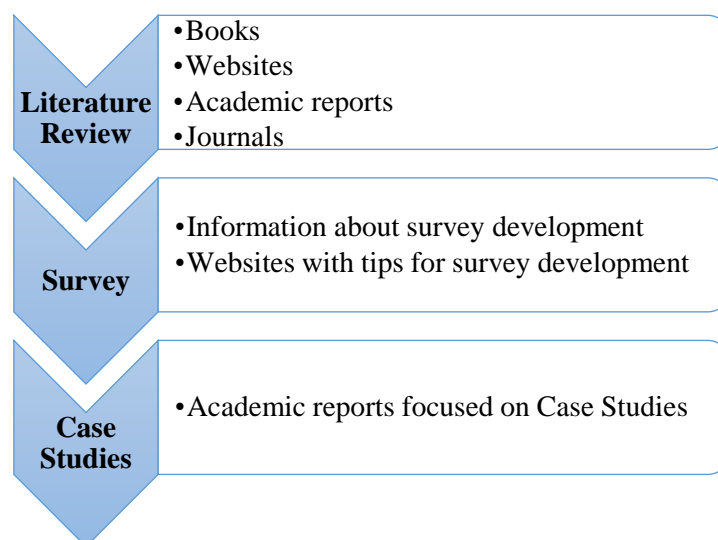 Literature
Review
•Books
•Websites
•Academic reports
•Journals
Survey
•Information about survey development
•Websites with tips for survey development
Case
Studies
•Academic reports focused on Case Studies